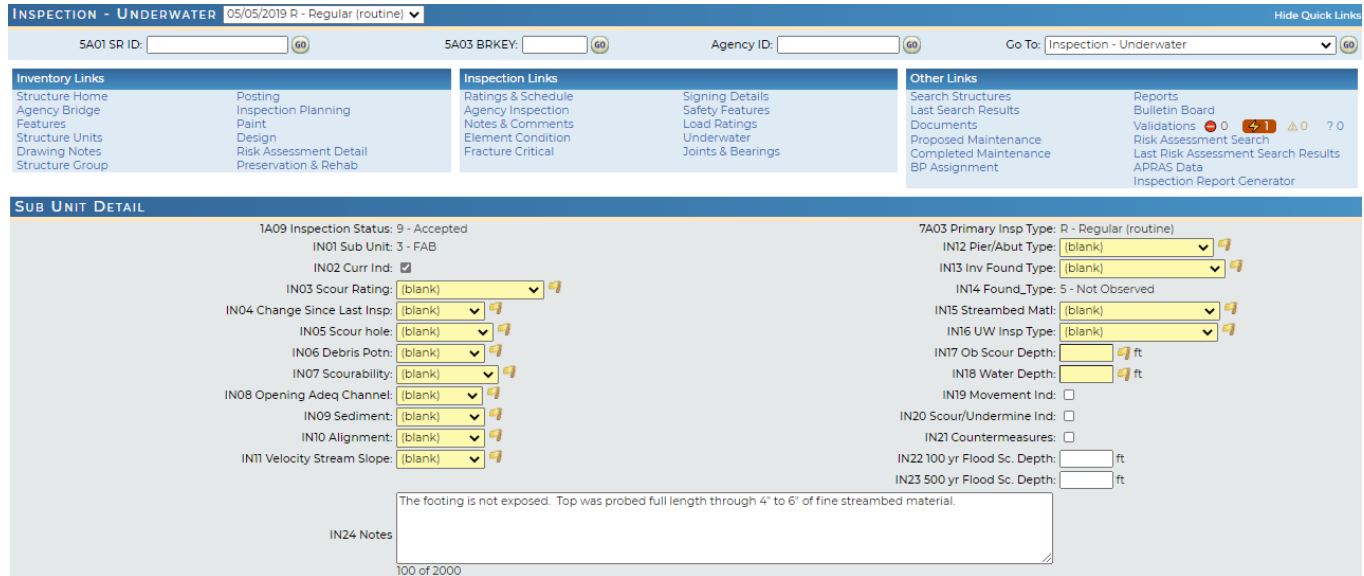 INSPECTION - UNDERWATER 05/05/2019 R - Regular (routine) Hide Quick Links
5A01 SR ID: GO 5A03 BRKEY: GO Agency ID: GO Go To: Inspection - Underwater GO
Inventory Links
Structure Home Posting
Agency Bridge Inspection Planning
Features Paint
Structure Units Design
Drawing Notes Risk Assessment Detail
Structure Group Preservation & Rehab
Inspection Links
Ratings & Schedule Signing Details
Agency Inspection Safety Features
Notes & Comments Load Ratings
Element Condition Underwater
Fracture Critical Joints & Bearings
Other Links
Search Structures Reports
Last Search Results Bulletin Board
Documents Validations 0 1 0 ? 0
Proposed Maintenance Risk Assessment Search
Completed Maintenance Last Risk Assessment Search Results
BP Assignment APRAS Data
Inspection Report Generator
SUB UNIT DETAIL
1A09 Inspection Status: 9 - Accepted
IN01 Sub Unit: 3 - FAB
IN02 Curr Ind:
IN03 Scour Rating: (blank)
IN04 Change Since Last Insp: (blank)
IN05 Scour hole: (blank)
IN06 Debris Potn: (blank)
IN07 Scourability: (blank)
IN08 Opening Adeq Channel: (blank)
IN09 Sediment: (blank)
IN10 Alignment: (blank)
IN11 Velocity Stream Slope: (blank)
7A03 Primary Insp Type: R - Regular (routine)
IN12 Pier/Abut Type: (blank)
IN13 Inv Found Type: (blank)
IN14 Found_Type: 5 - Not Observed
IN15 Streambed Matl: (blank)
IN16 UW Insp Type: (blank)
IN17 Ob Scour Depth: ft
IN18 Water Depth: ft
IN19 Movement Ind:
IN20 Scour/Undermine Ind:
IN21 Countermeasures:
IN22 100 yr Flood Sc. Depth: ft
IN23 500 yr Flood Sc. Depth: ft
IN24 Notes
The footing is not exposed. Top was probed full length through 4" to 6" of fine streambed material.
100 of 2000